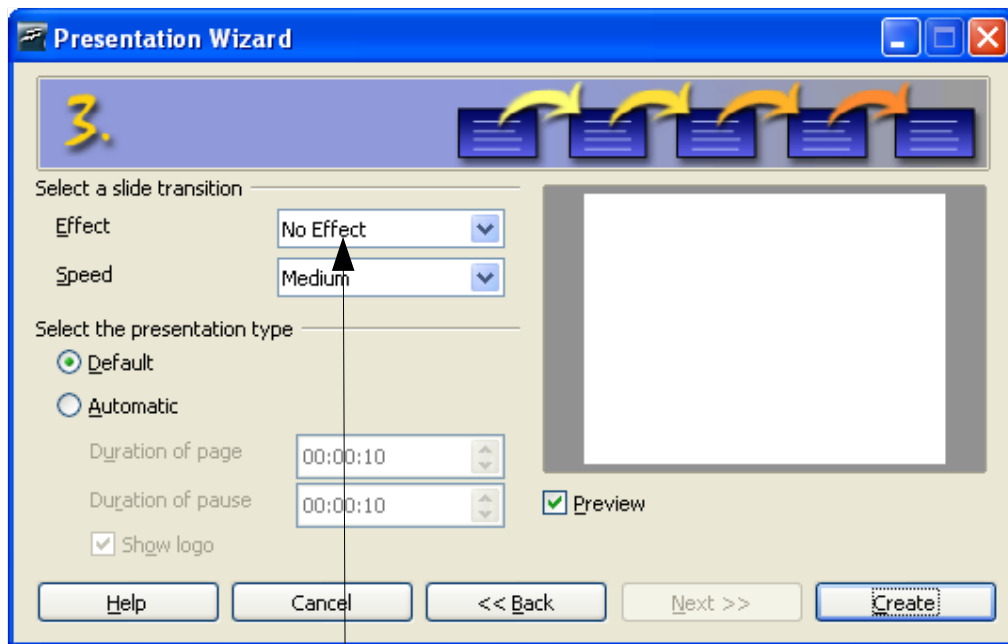 Presentation Wizard
3.
Select a slide transition
Effect
No Effect
Speed
Medium
Select the presentation type
Default
Automatic
Duration of page
00:00:10
Duration of pause
00:00:10
Show logo
Preview
Help
Cancel
<< Back
Next >>
Create